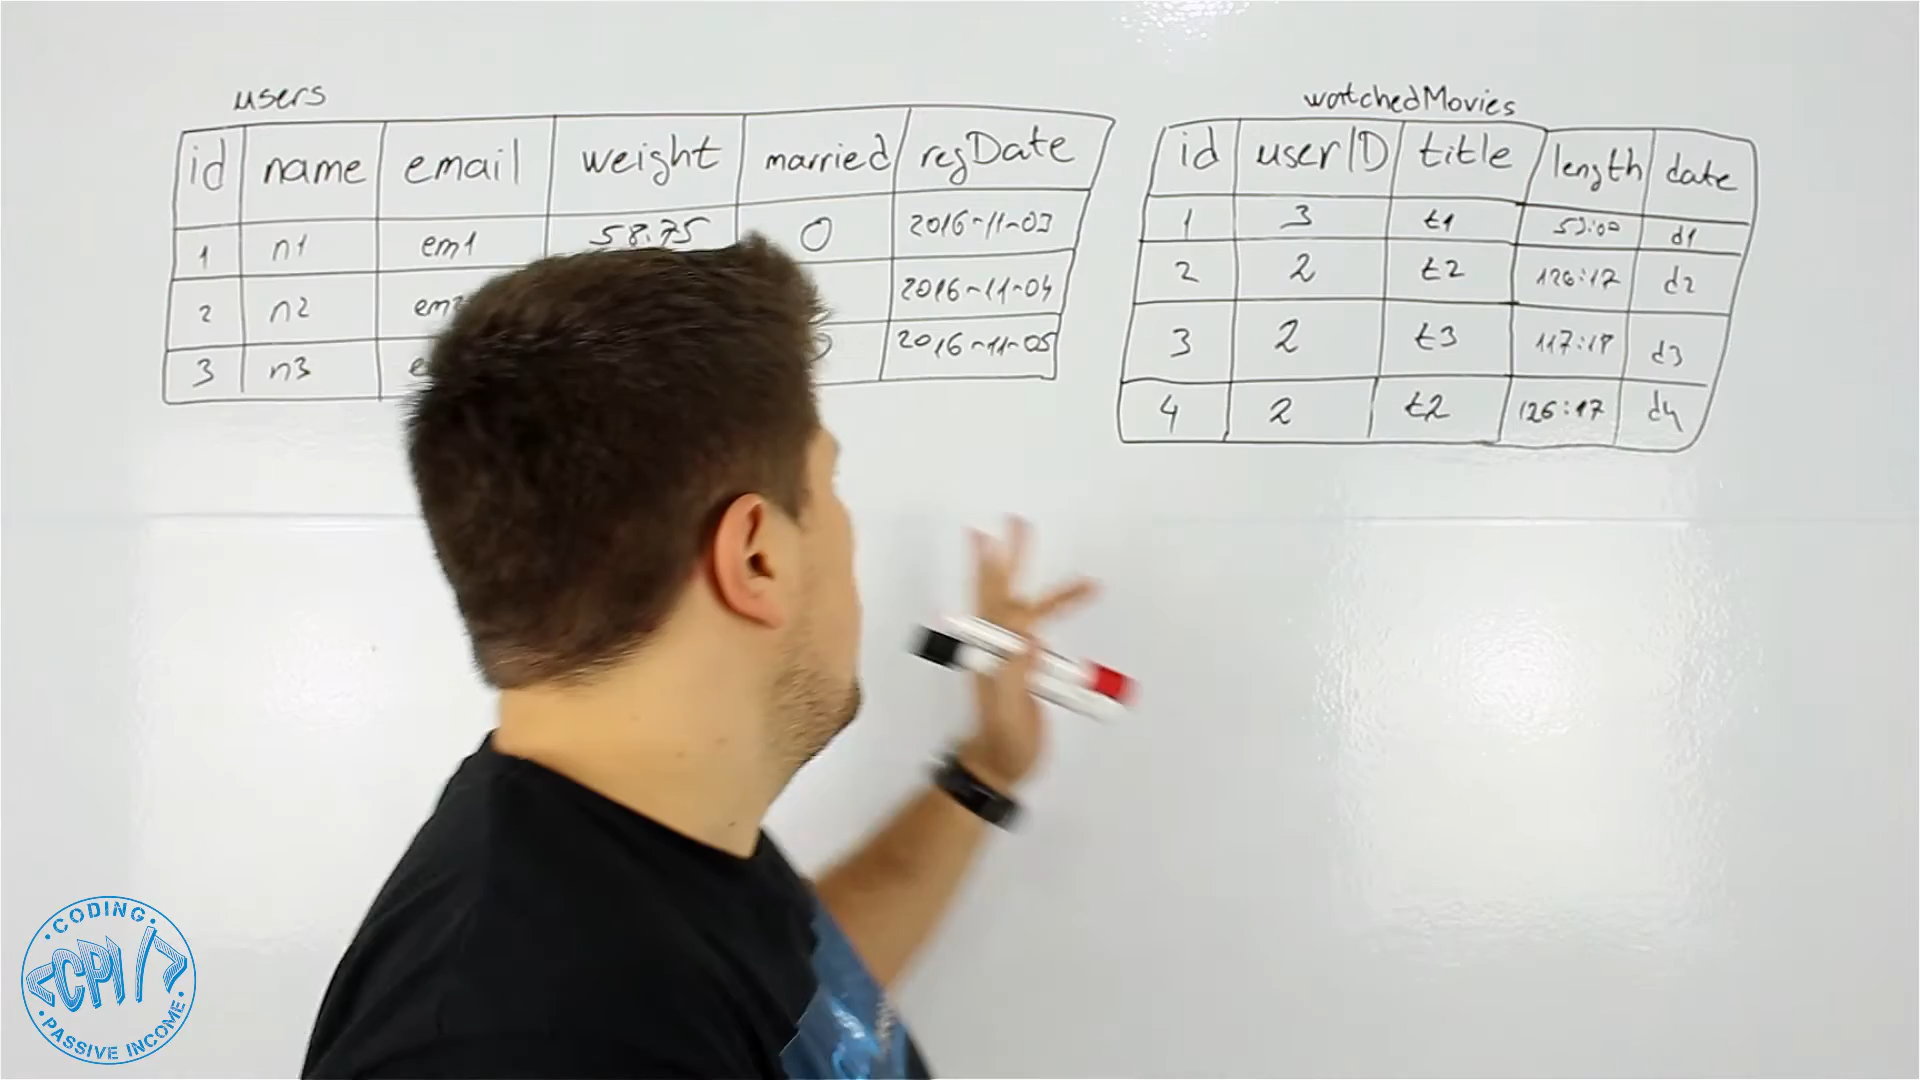 users
id name email weight married regDate
1 n1 em1 58.75 0 2016-11-03
2 n2 2016-11-04
3 n3 2016-11-05
watchedMovies
id userID title length date
1 3 t1 d1
2 2 t2 126:17 d2
3 2 t3 d3
4 2 t2 126:17 d4
CODING
<CPI/>
PASSIVE INCOME